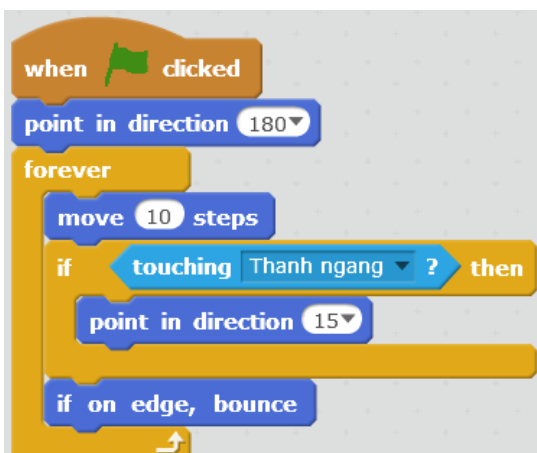 when clicked
point in direction 180
forever
move 10 steps
if touching Thanh ngang ? then
point in direction 15
if on edge, bounce